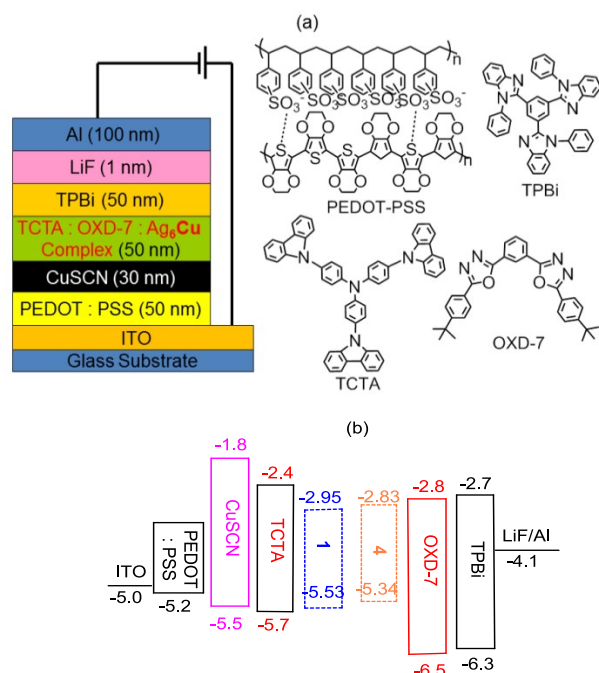 (a)
Al (100 nm)
LiF (1 nm)
TPBi (50 nm)
TCTA : OXD-7 : Ag6Cu
Complex (50 nm)
CuSCN (30 nm)
PEDOT : PSS (50 nm)
ITO
Glass Substrate
n
SO3-
SO3
SO3
SO3
SO3
SO3-
O O O O O O
S S S S S
O O O O O O
n
PEDOT-PSS
N N
N N
N N
TPBi
N N
N
N
TCTA
N-N N-N
O O
OXD-7
(b)
-1.8
-2.4
-2.95
-2.83
-2.8
-2.7
CuSCN
TCTA
1
4
OXD-7
TPBi
PEDOT
: PSS
LiF/Al
-4.1
ITO
-5.0
-5.2
-5.5
-5.7
-5.53
-5.34
-6.5
-6.3